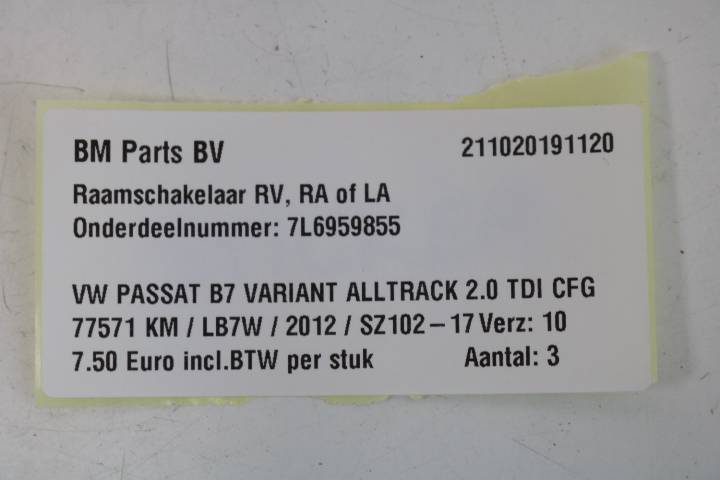 BM Parts BV 211020191120
Raamschakelaar RV, RA of LA
Onderdeelnummer: 7L6959855
VW PASSAT B7 VARIANT ALLTRACK 2.0 TDI CFG
77571 KM / LB7W / 2012 / SZ102-17 Verz: 10
7.50 Euro incl.BTW per stuk Aantal: 3